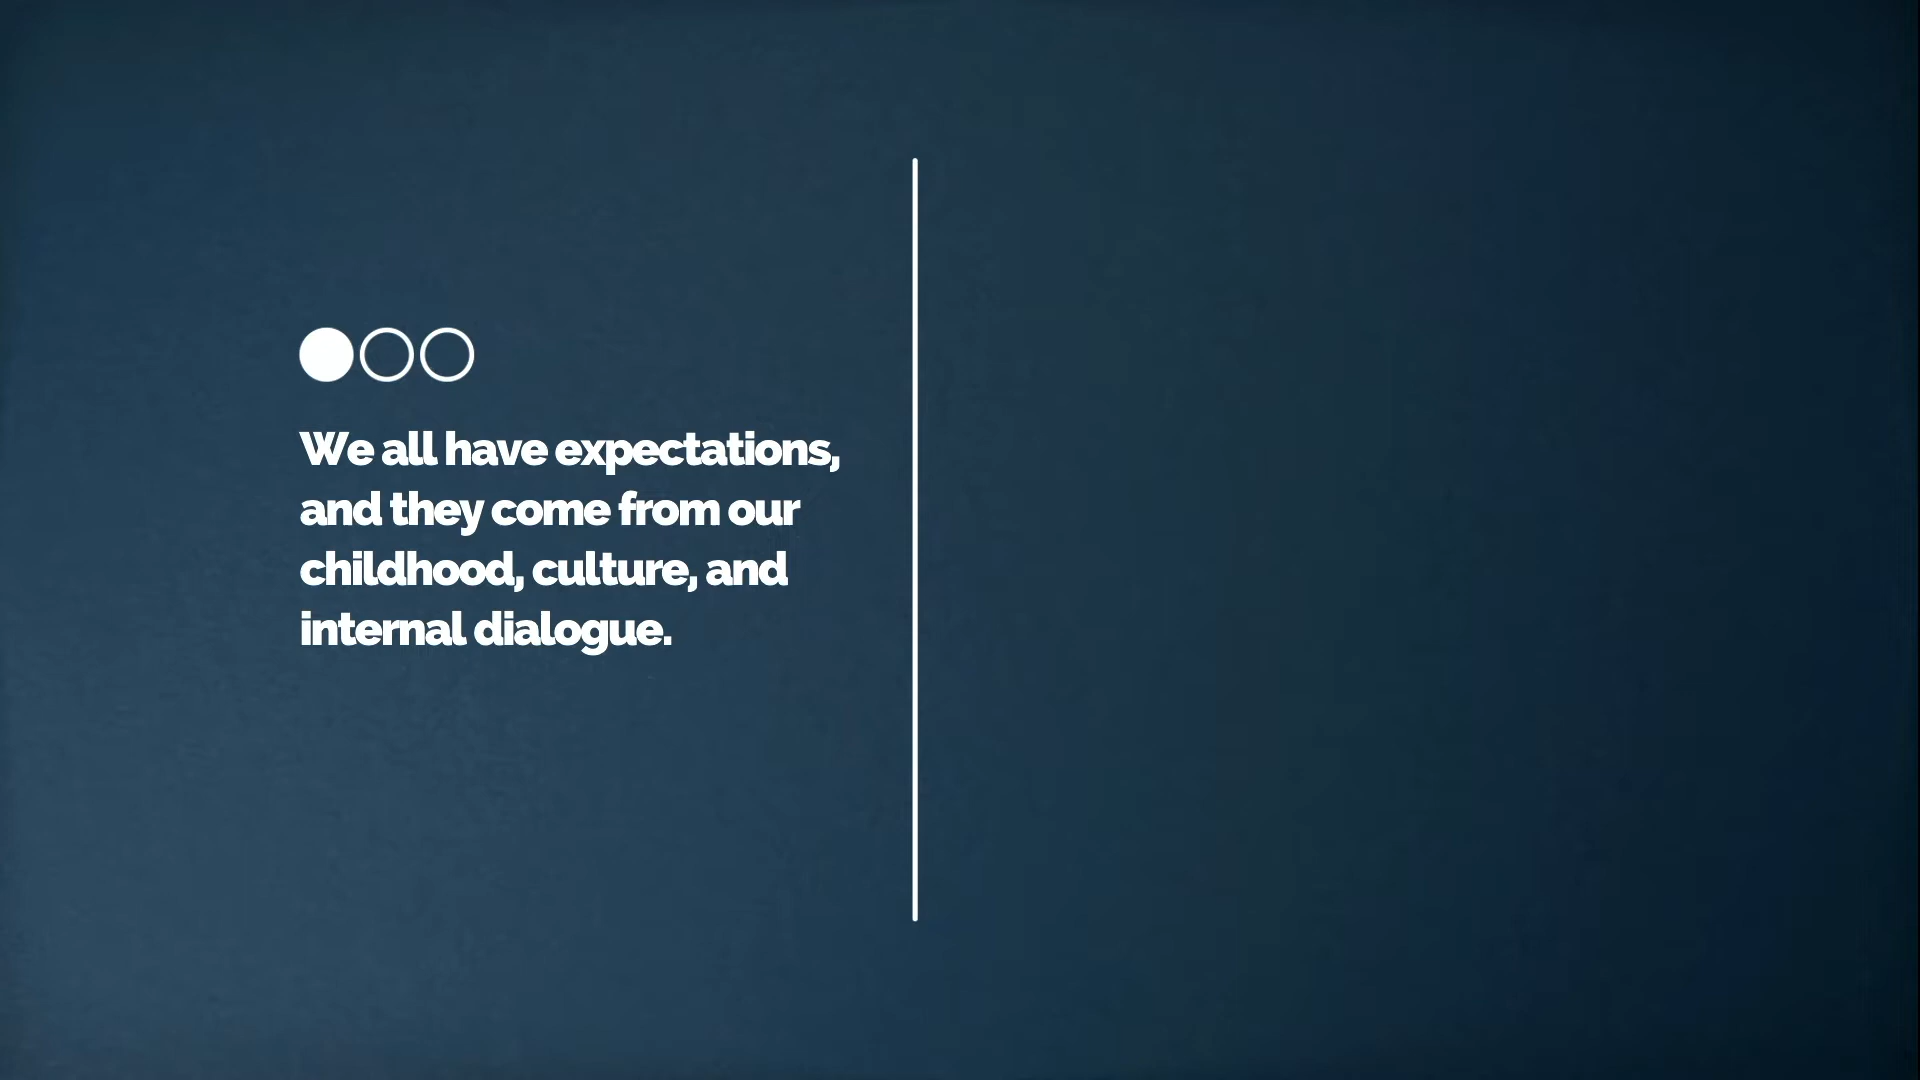 We all have expectations,
and they come from our
childhood, culture, and
internal dialogue.